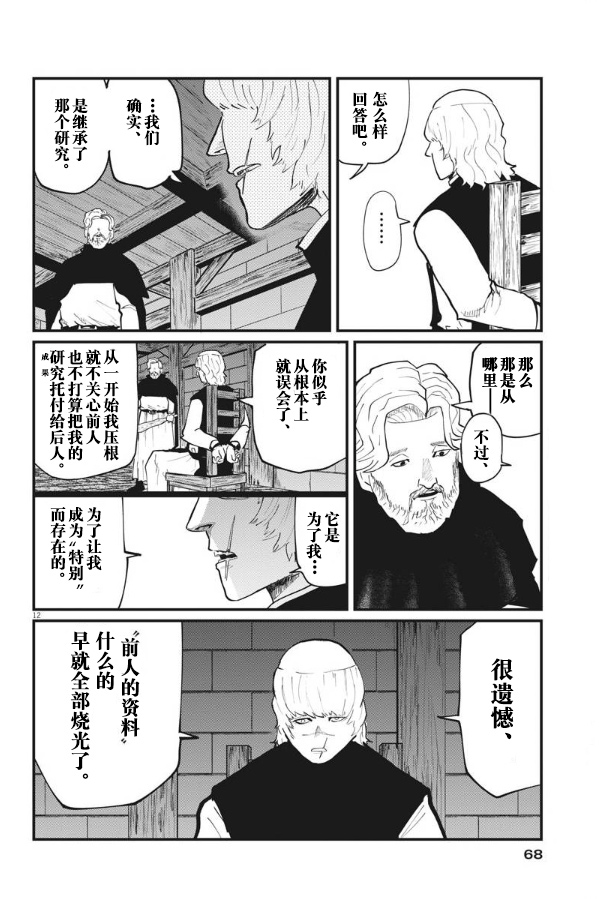 怎么样
回答吧。
……
…我们
确实、
是继承了
那个研究。
那么
那是从
哪里——
不过、
你似乎
从根本上
就误会了、
从一开始我压根
就不关心前人
也不打算把我的
研究托付给后人。
成果
它是
为了我…
为了让我
成为“特别”
而存在的。
12
很遗憾、
“前人的资料”
什么的
早就全部烧光了。
68